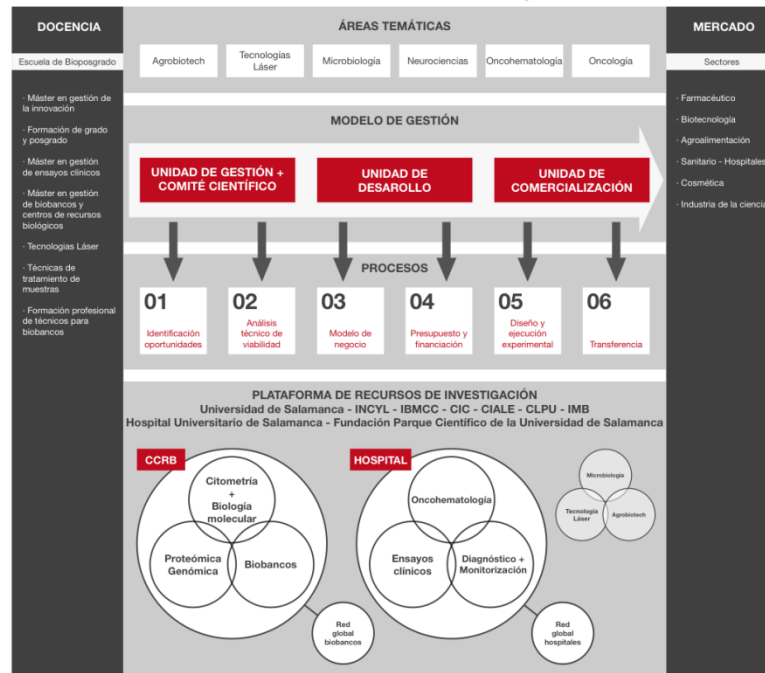 DOCENCIA
Escuela de Bioposgrado
· Máster en gestión de
la innovación
· Formación de grado
y posgrado
· Máster en gestión
de ensayos clínicos
· Máster en gestión
de biobancos y
centros de recursos
biológicos
· Tecnologias Láser
· Técnicas de
tratamiento de
muestras
· Formación profesional
de técnicos para
biobancos
ÁREAS TEMÁTICAS
Agrobiotech
Tecnologías
Láser
Microbiología
Neurociencias
Oncohematología
Oncología
MODELO DE GESTIÓN
UNIDAD DE GESTIÓN +
COMITÉ CIENTÍFICO
UNIDAD DE
DESAROLLO
UNIDAD DE
COMERCIALIZACIÓN
PROCESOS
01
Identificación
oportunidades
02
Análisis
técnico de
viabilidad
03
Modelo de
negocio
04
Presupuesto y
financiación
05
Diseño y
ejecución
experimental
06
Transferencia
PLATAFORMA DE RECURSOS DE INVESTIGACIÓN
Universidad de Salamanca - INCYL - IBMCC - CIC - CIALE - CLPU - IMB
Hospital Universitario de Salamanca - Fundación Parque Científico de la Universidad de Salamanca
CCRB
Citometría
+
Biología
molecular
Proteómica
Genómica
Biobancos
Red
global
biobancos
HOSPITAL
Oncohematología
Ensayos
clínicos
Diagnóstico +
Monitorización
Red
global
hospitales
Microbiología
Tecnología
Láser
Agrobiotech
MERCADO
Sectores
· Farmacéutico
· Biotecnología
· Agroalimentación
· Sanitario - Hospitales
· Cosmética
· Industria de la ciencia